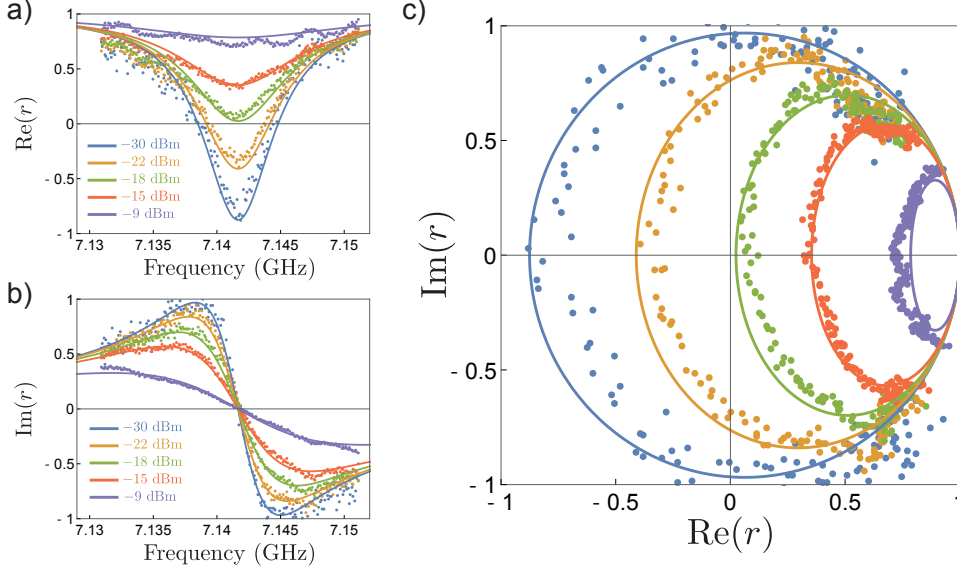 a)
1
0.5
0
- 0.5
- 1
Re(r)
−30 dBm
−22 dBm
−18 dBm
−15 dBm
−9 dBm
7.13 7.135 7.14 7.145 7.15
Frequency (GHz)
b)
1
0.5
0
- 0.5
- 1
Im(r)
−30 dBm
−22 dBm
−18 dBm
−15 dBm
−9 dBm
7.13 7.135 7.14 7.145 7.15
Frequency (GHz)
c)
1
0.5
0
- 0.5
- 1
Im(r)
- 1 - 0.5 0 0.5 1
Re(r)